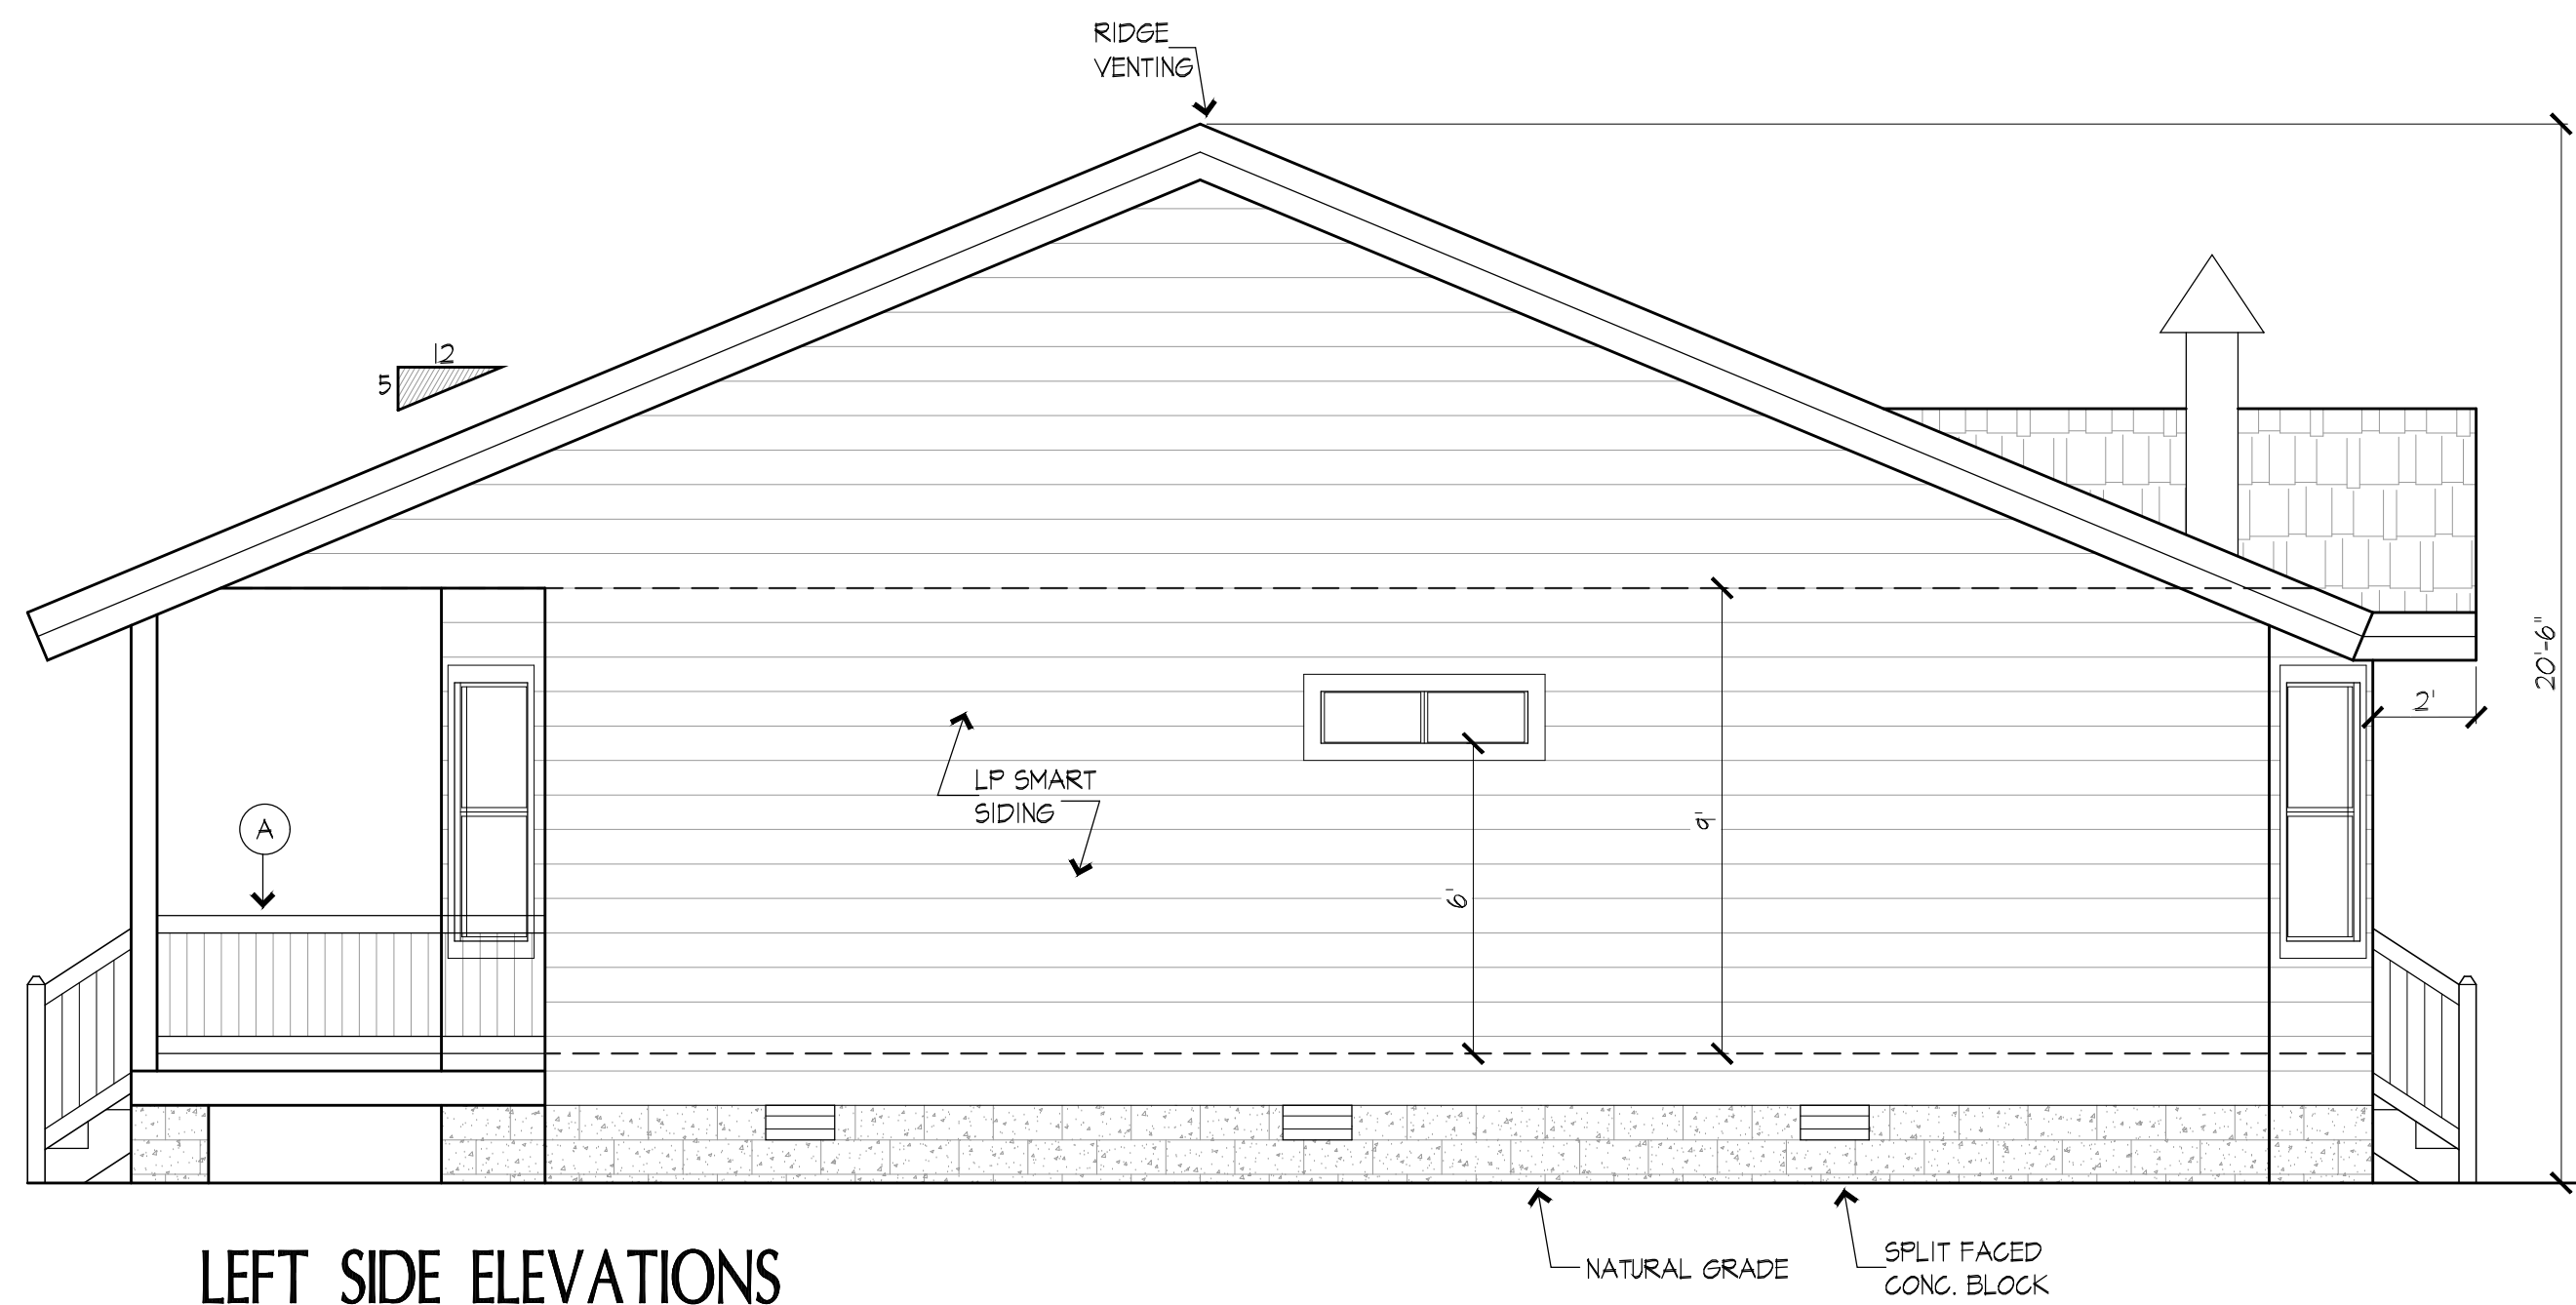 RIDGE
VENTING
12
5
20'-6"
2'
LP SMART
SIDING
A
9'
6'
NATURAL GRADE
SPLIT FACED
CONC. BLOCK
LEFT SIDE ELEVATIONS